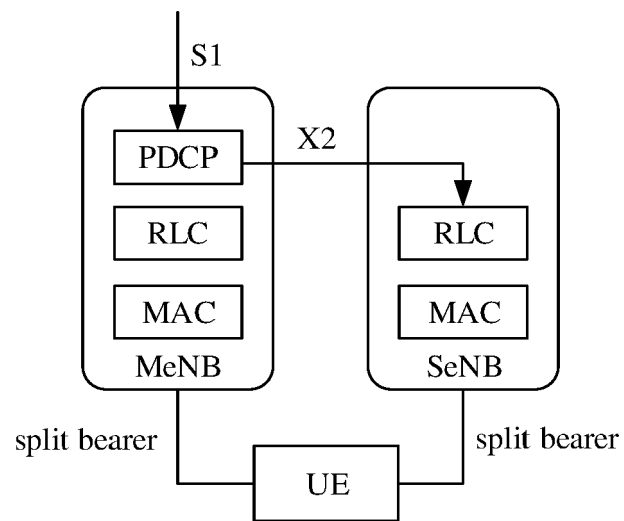 S1
PDCP
X2
RLC
RLC
MAC
MAC
MeNB
SeNB
split bearer
split bearer
UE